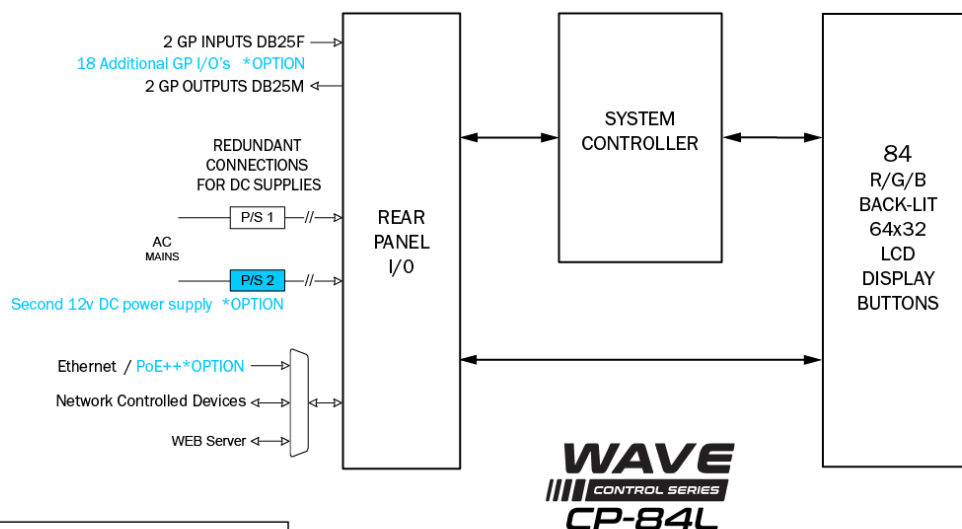 2 GP INPUTS DB25F
18 Additional GP I/O's *OPTION
2 GP OUTPUTS DB25M
REDUNDANT
CONNECTIONS
FOR DC SUPPLIES
P/S 1
AC
MAINS
P/S 2
Second 12v DC power supply *OPTION
Ethernet / PoE++*OPTION
Network Controlled Devices
WEB Server
REAR
PANEL
I/O
SYSTEM
CONTROLLER
84
R/G/B
BACK-LIT
64x32
LCD
DISPLAY
BUTTONS
WAVE
CONTROL SERIES
CP-84L